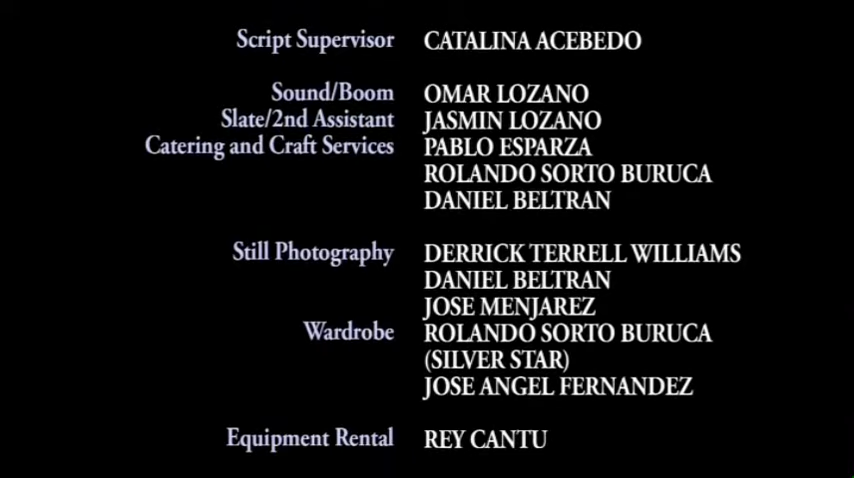 Script Supervisor CATALINA ACEBEDO
Sound/Boom OMAR LOZANO
Slate/2nd Assistant JASMIN LOZANO
Catering and Craft Services PABLO ESPARZA
ROLANDO SORTO BURUCA
DANIEL BELTRAN
Still Photography DERRICK TERRELL WILLIAMS
DANIEL BELTRAN
JOSE MENJAREZ
Wardrobe ROLANDO SORTO BURUCA
(SILVER STAR)
JOSE ANGEL FERNANDEZ
Equipment Rental REY CANTU